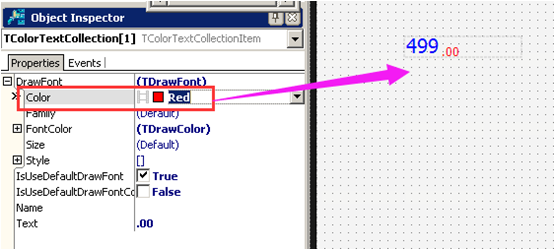 Object Inspector
TColorTextCollection[1] TColorTextCollectionItem
Properties Events
DrawFont (TDrawFont)
Color Red
Family (Default)
FontColor (TDrawColor)
Size (Default)
Style []
IsUseDefaultDrawFont True
IsUseDefaultDrawFontCo False
Name
Text .00
499 .00